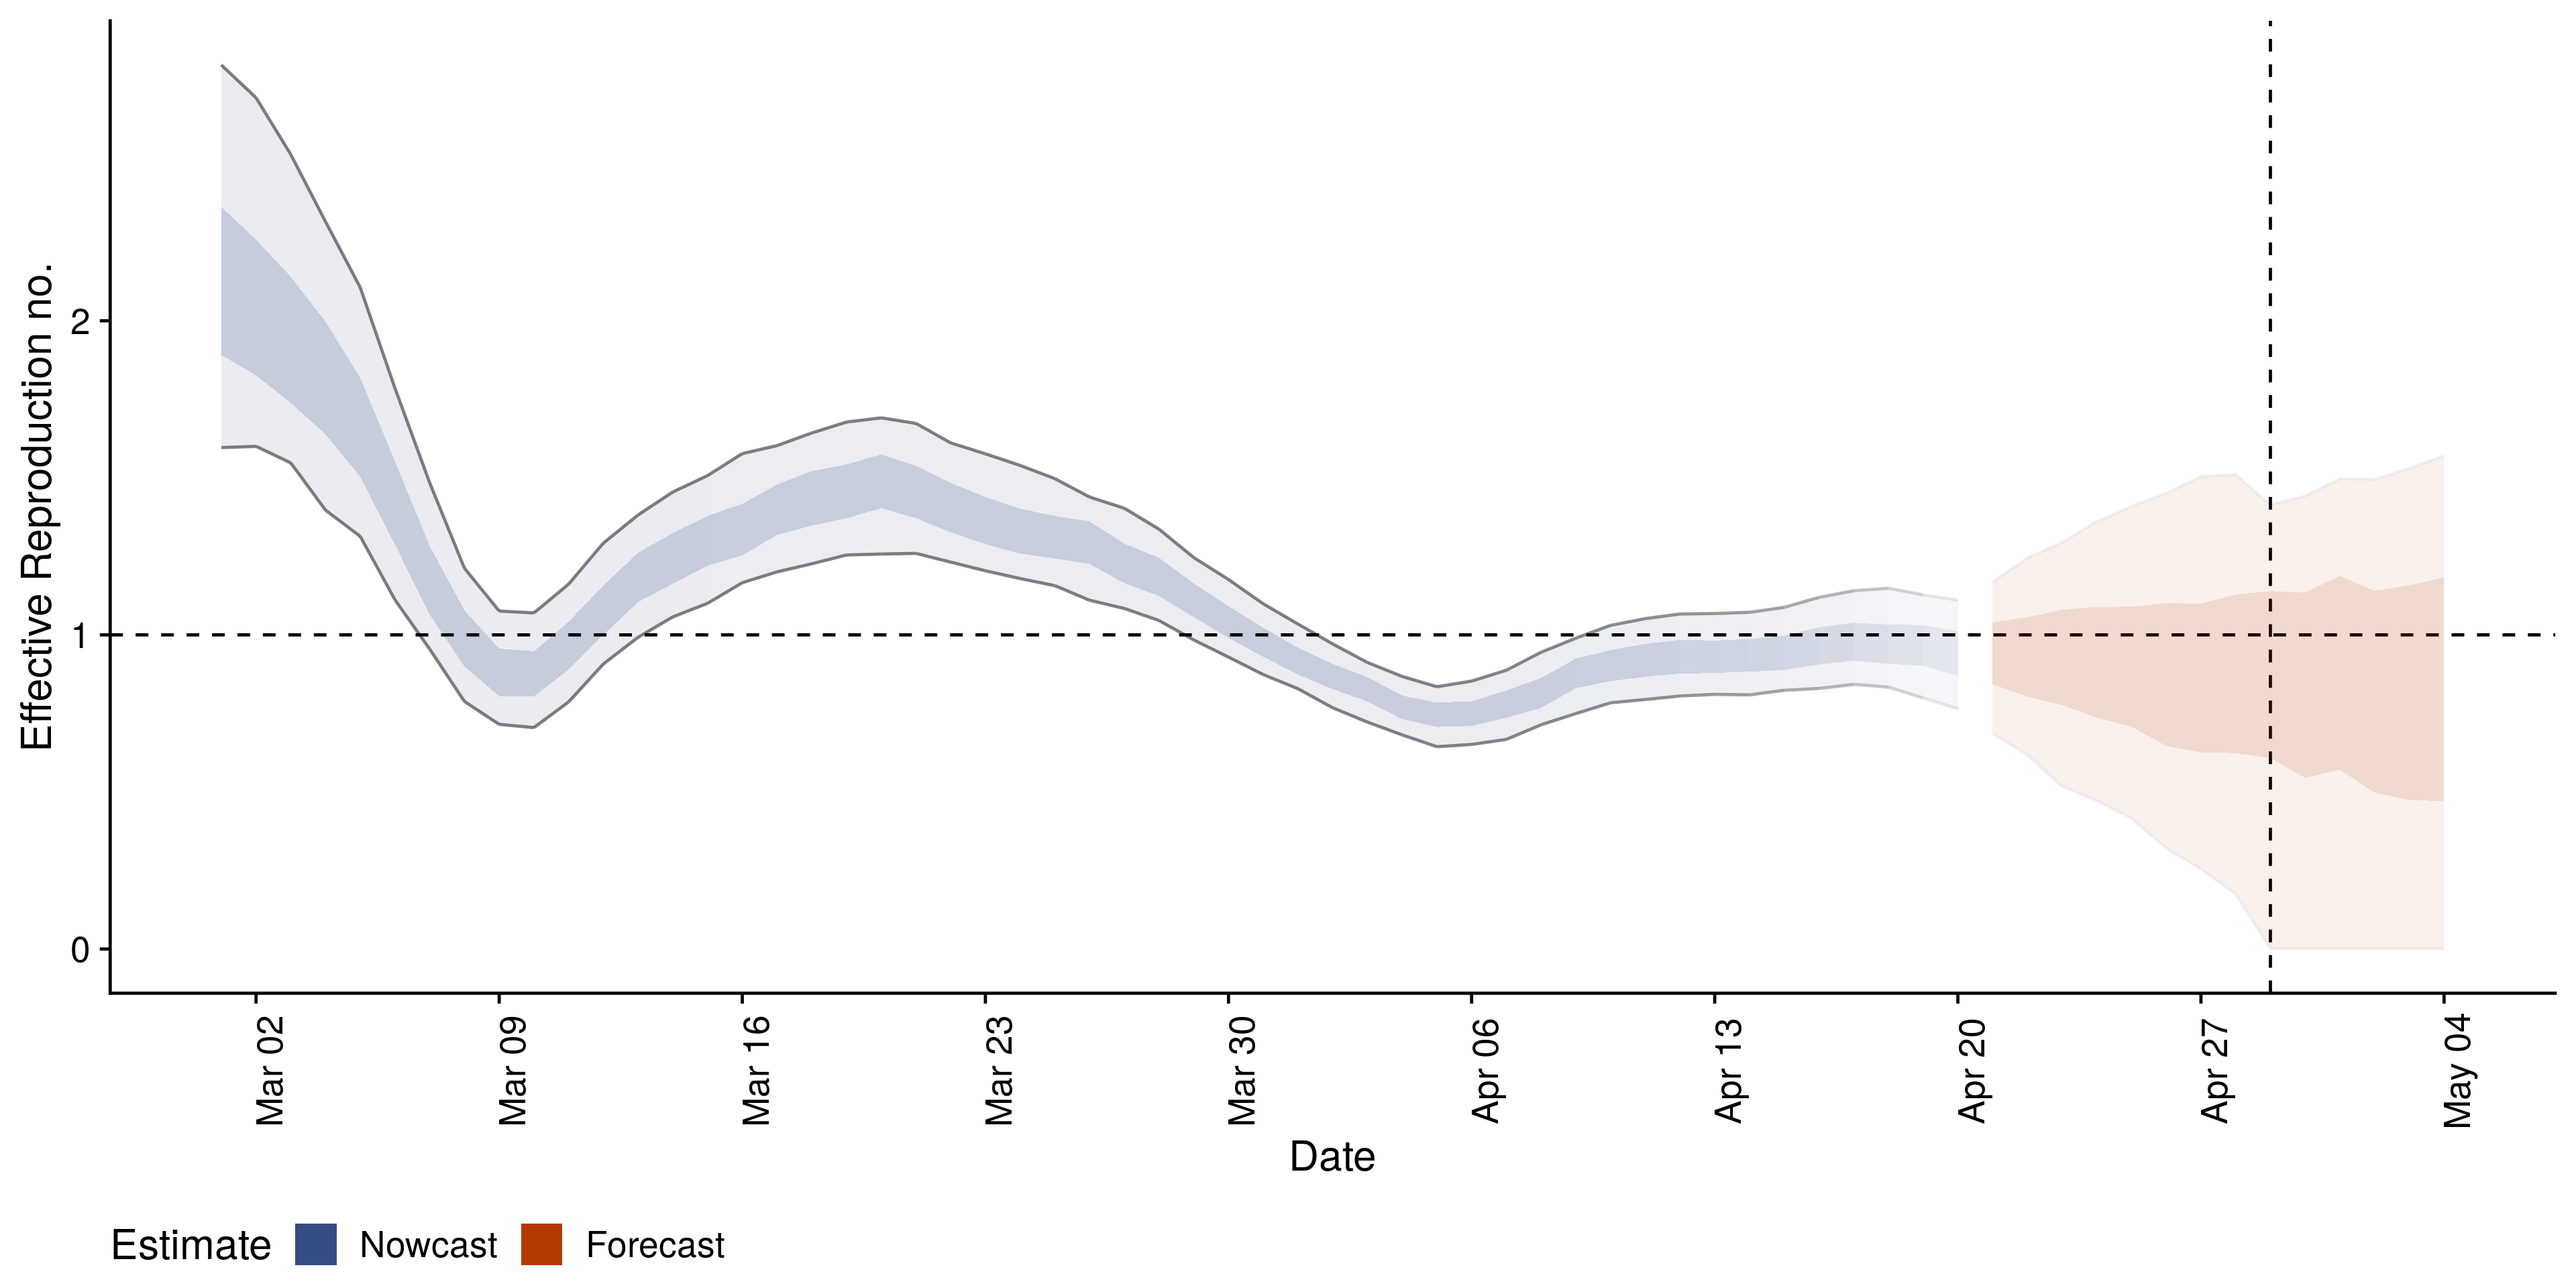 Effective Reproduction no.
2
1
0
Mar 02
Mar 09
Mar 16
Mar 23
Mar 30
Apr 06
Apr 13
Apr 20
Apr 27
May 04
Date
Estimate Nowcast Forecast